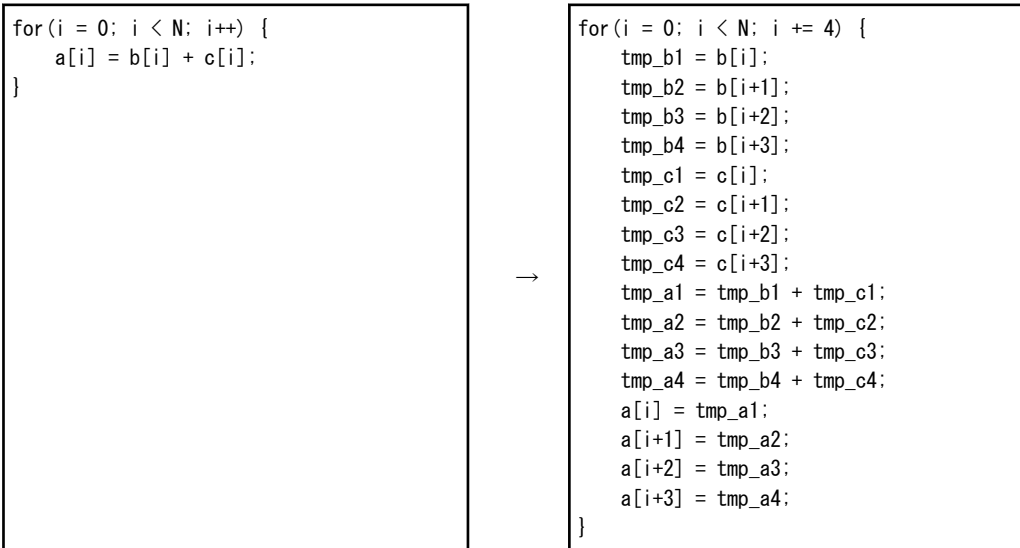 for(i = 0; i < N; i++) {
    a[i] = b[i] + c[i];
}
→
for(i = 0; i < N; i += 4) {
    tmp_b1 = b[i];
    tmp_b2 = b[i+1];
    tmp_b3 = b[i+2];
    tmp_b4 = b[i+3];
    tmp_c1 = c[i];
    tmp_c2 = c[i+1];
    tmp_c3 = c[i+2];
    tmp_c4 = c[i+3];
    tmp_a1 = tmp_b1 + tmp_c1;
    tmp_a2 = tmp_b2 + tmp_c2;
    tmp_a3 = tmp_b3 + tmp_c3;
    tmp_a4 = tmp_b4 + tmp_c4;
    a[i] = tmp_a1;
    a[i+1] = tmp_a2;
    a[i+2] = tmp_a3;
    a[i+3] = tmp_a4;
}